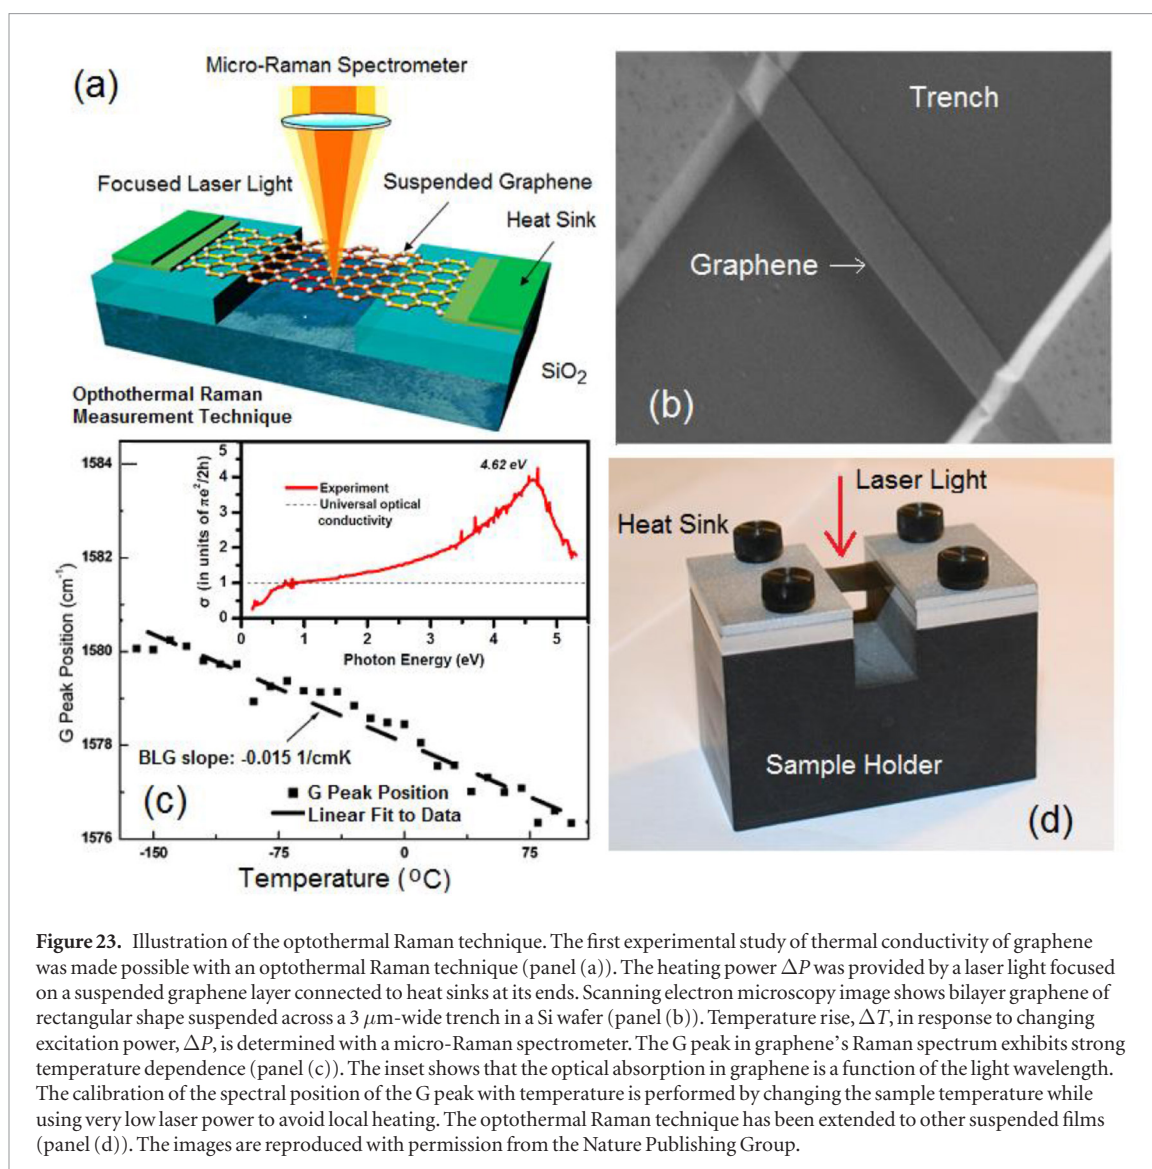 (a)
Micro-Raman Spectrometer
Focused Laser Light
Suspended Graphene
Heat Sink
SiO2
Opthothermal Raman
Measurement Technique
Trench
Graphene
(b)
1584
1582
1580
1578
1576
G Peak Position (cm-1)
5
4
3
2
1
0
σ (in units of πe²/2h)
4.62 eV
Experiment
Universal optical
conductivity
0 1 2 3 4 5
Photon Energy (eV)
BLG slope: -0.015 1/cmK
(c)
G Peak Position
Linear Fit to Data
-150 -75 0 75
Temperature (°C)
Laser Light
Heat Sink
Sample Holder
(d)
Figure 23. Illustration of the optothermal Raman technique. The first experimental study of thermal conductivity of graphene
was made possible with an optothermal Raman technique (panel (a)). The heating power ΔP was provided by a laser light focused
on a suspended graphene layer connected to heat sinks at its ends. Scanning electron microscopy image shows bilayer graphene of
rectangular shape suspended across a 3 μm-wide trench in a Si wafer (panel (b)). Temperature rise, ΔT, in response to changing
excitation power, ΔP, is determined with a micro-Raman spectrometer. The G peak in graphene's Raman spectrum exhibits strong
temperature dependence (panel (c)). The inset shows that the optical absorption in graphene is a function of the light wavelength.
The calibration of the spectral position of the G peak with temperature is performed by changing the sample temperature while
using very low laser power to avoid local heating. The optothermal Raman technique has been extended to other suspended films
(panel (d)). The images are reproduced with permission from the Nature Publishing Group.